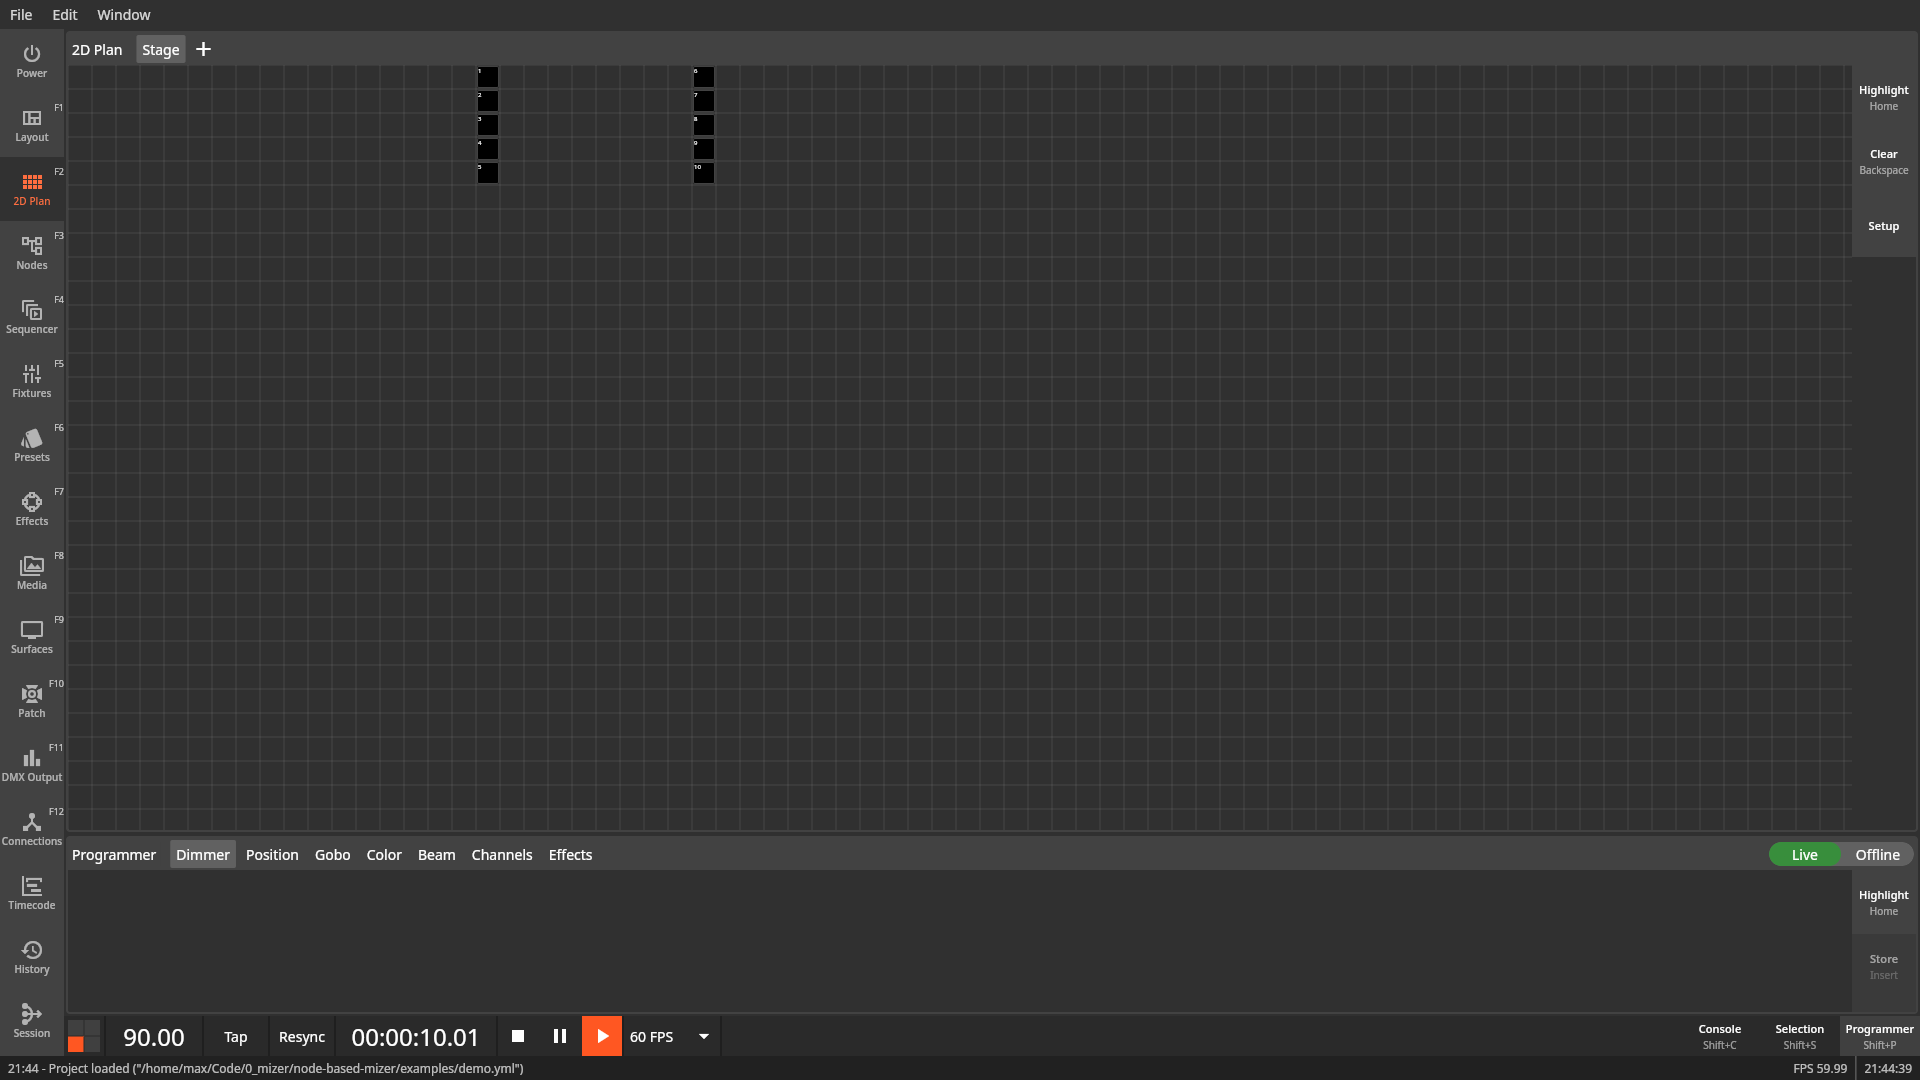 File Edit Window
Power
F1
Layout
F2
2D Plan
F3
Nodes
F4
Sequencer
F5
Fixtures
F6
Presets
F7
Effects
F8
Media
F9
Surfaces
F10
Patch
F11
DMX Output
F12
Connections
Timecode
History
Session
2D Plan Stage +
1 6
2 7
3 8
4 9
5 10
Highlight
Home
Clear
Backspace
Setup
Programmer Dimmer Position Gobo Color Beam Channels Effects Live Offline
Highlight
Home
Store
Insert
90.00 Tap Resync 00:00:10.01 60 FPS
Console
Shift+C
Selection
Shift+S
Programmer
Shift+P
21:44 - Project loaded ("/home/max/Code/0_mizer/node-based-mizer/examples/demo.yml") FPS 59.99 21:44:39